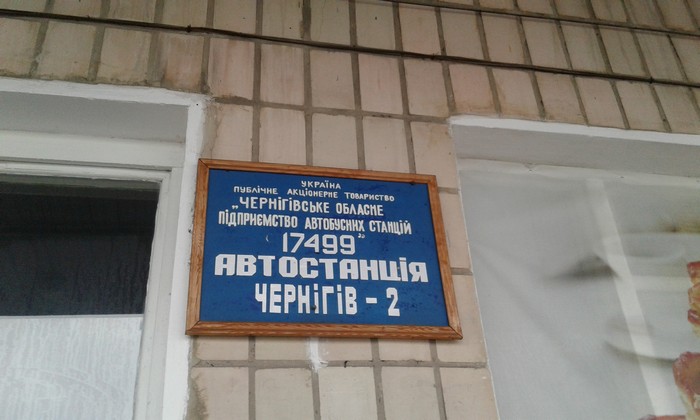 УКРАЇНА
ПУБЛІЧНЕ АКЦІОНЕРНЕ ТОВАРИСТВО
„ЧЕРНІГІВСЬКЕ ОБЛАСНЕ
ПІДПРИЄМСТВО АВТОБУСНИХ СТАНЦІЙ
17499"
АВТОСТАНЦІЯ
ЧЕРНІГІВ - 2